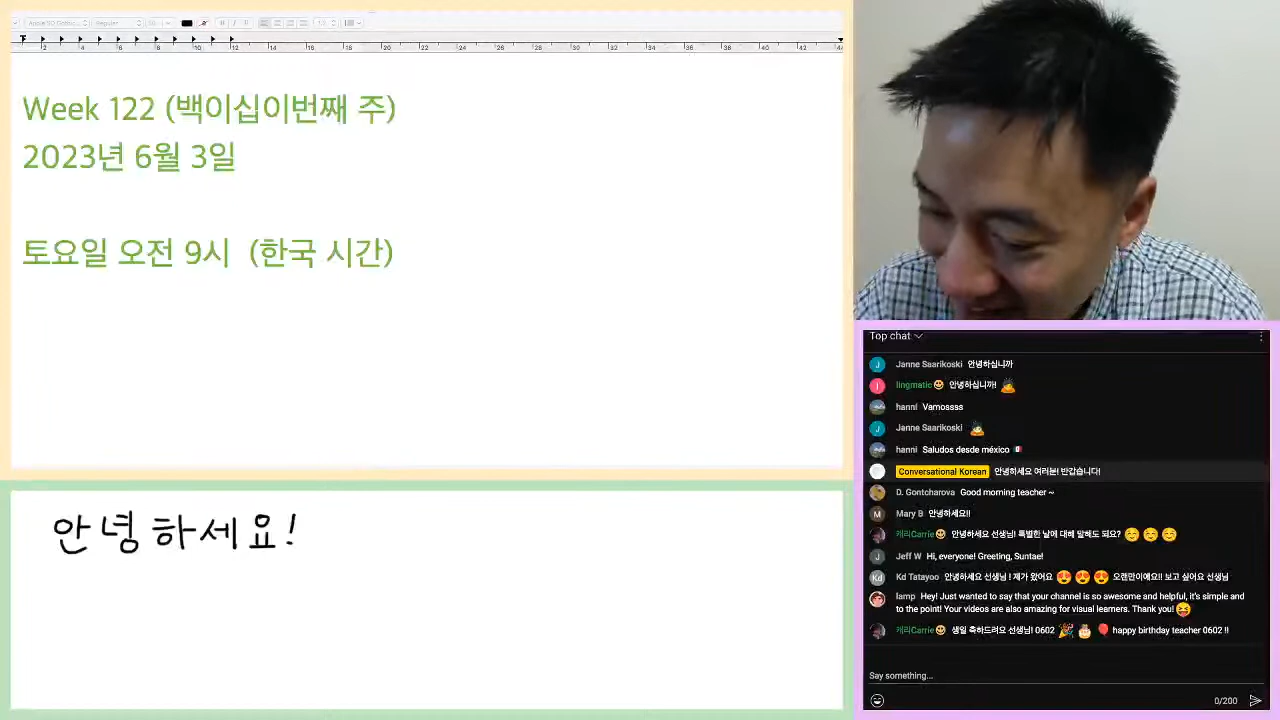 Week 122 (백이십이번째 주)
2023년 6월 3일
토요일 오전 9시 (한국 시간)
안녕하세요!
Top chat
Janne Saarikoski 안녕하십니까
lingmatic 안녕하십니까!
hanni Vamossss
Janne Saarikoski
hanni Saludos desde méxico
Conversational Korean 안녕하세요 여러분! 반갑습니다!
D. Gontcharova Good morning teacher ~
Mary B 안녕하세요!!
캐리Carrie 안녕하세요 선생님! 특별한 날에 대해 말해도 되요?
Jeff W Hi, everyone! Greeting, Suntae!
Kd Tatayoo 안녕하세요 선생님 ! 제가 왔어요 오랜만이에요!! 보고 싶어요 선생님
lamp Hey! Just wanted to say that your channel is so awesome and helpful, it's simple and
to the point! Your videos are also amazing for visual learners. Thank you!
캐리Carrie 생일 축하드려요 선생님! 0602 happy birthday teacher 0602 !!
Say something...
0/200